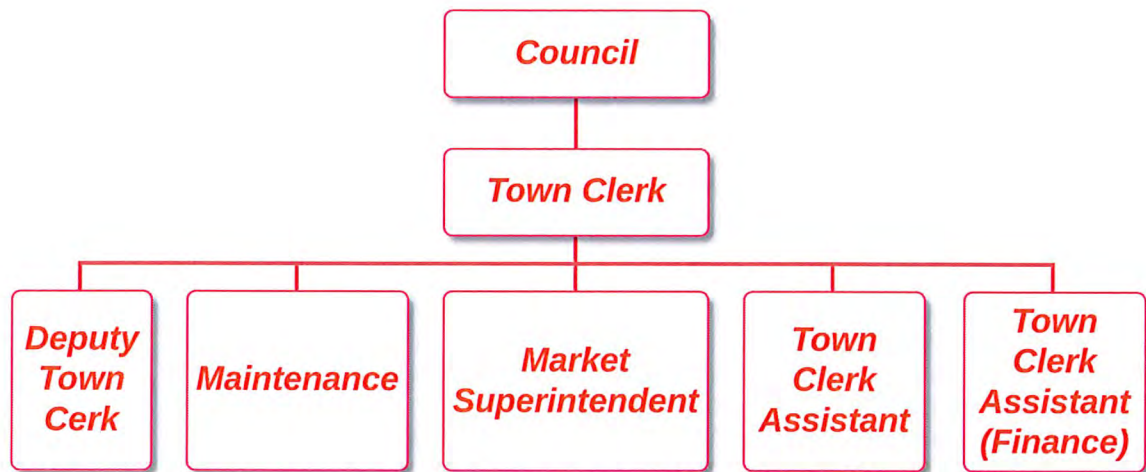 Council
Town Clerk
Deputy
Town
Cerk
Maintenance
Market
Superintendent
Town
Clerk
Assistant
Town
Clerk
Assistant
(Finance)